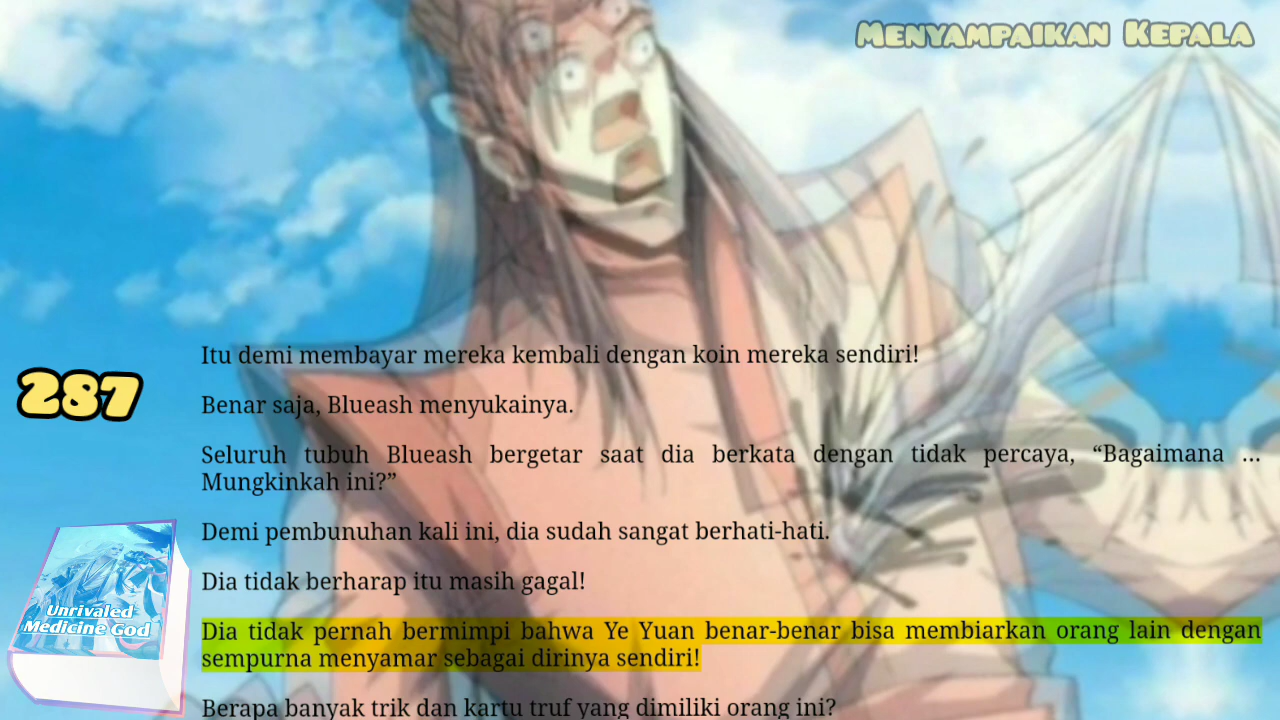 Menyampaikan Kepala
Itu demi membayar mereka kembali dengan koin mereka sendiri!
287
Benar saja, Blueash menyukainya.
Seluruh tubuh Blueash bergetar saat dia berkata dengan tidak percaya, “Bagaimana ...
Mungkinkah ini?”
Demi pembunuhan kali ini, dia sudah sangat berhati-hati.
Dia tidak berharap itu masih gagal!
Unrivaled
Medicine God
Dia tidak pernah bermimpi bahwa Ye Yuan benar-benar bisa membiarkan orang lain dengan
sempurna menyamar sebagai dirinya sendiri!
Berapa banyak trik dan kartu truf yang dimiliki orang ini?